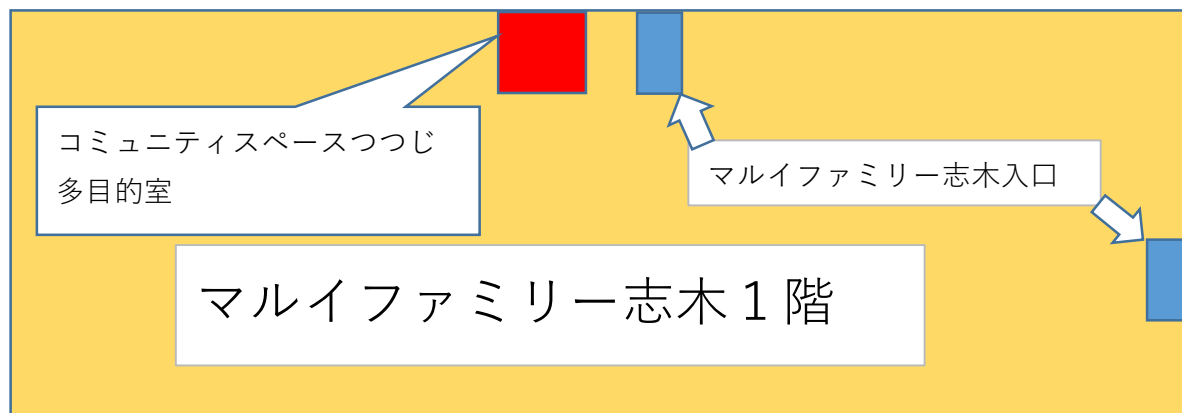 コミュニティスペースつつじ
多目的室
マルイファミリー志木入口
マルイファミリー志木１階